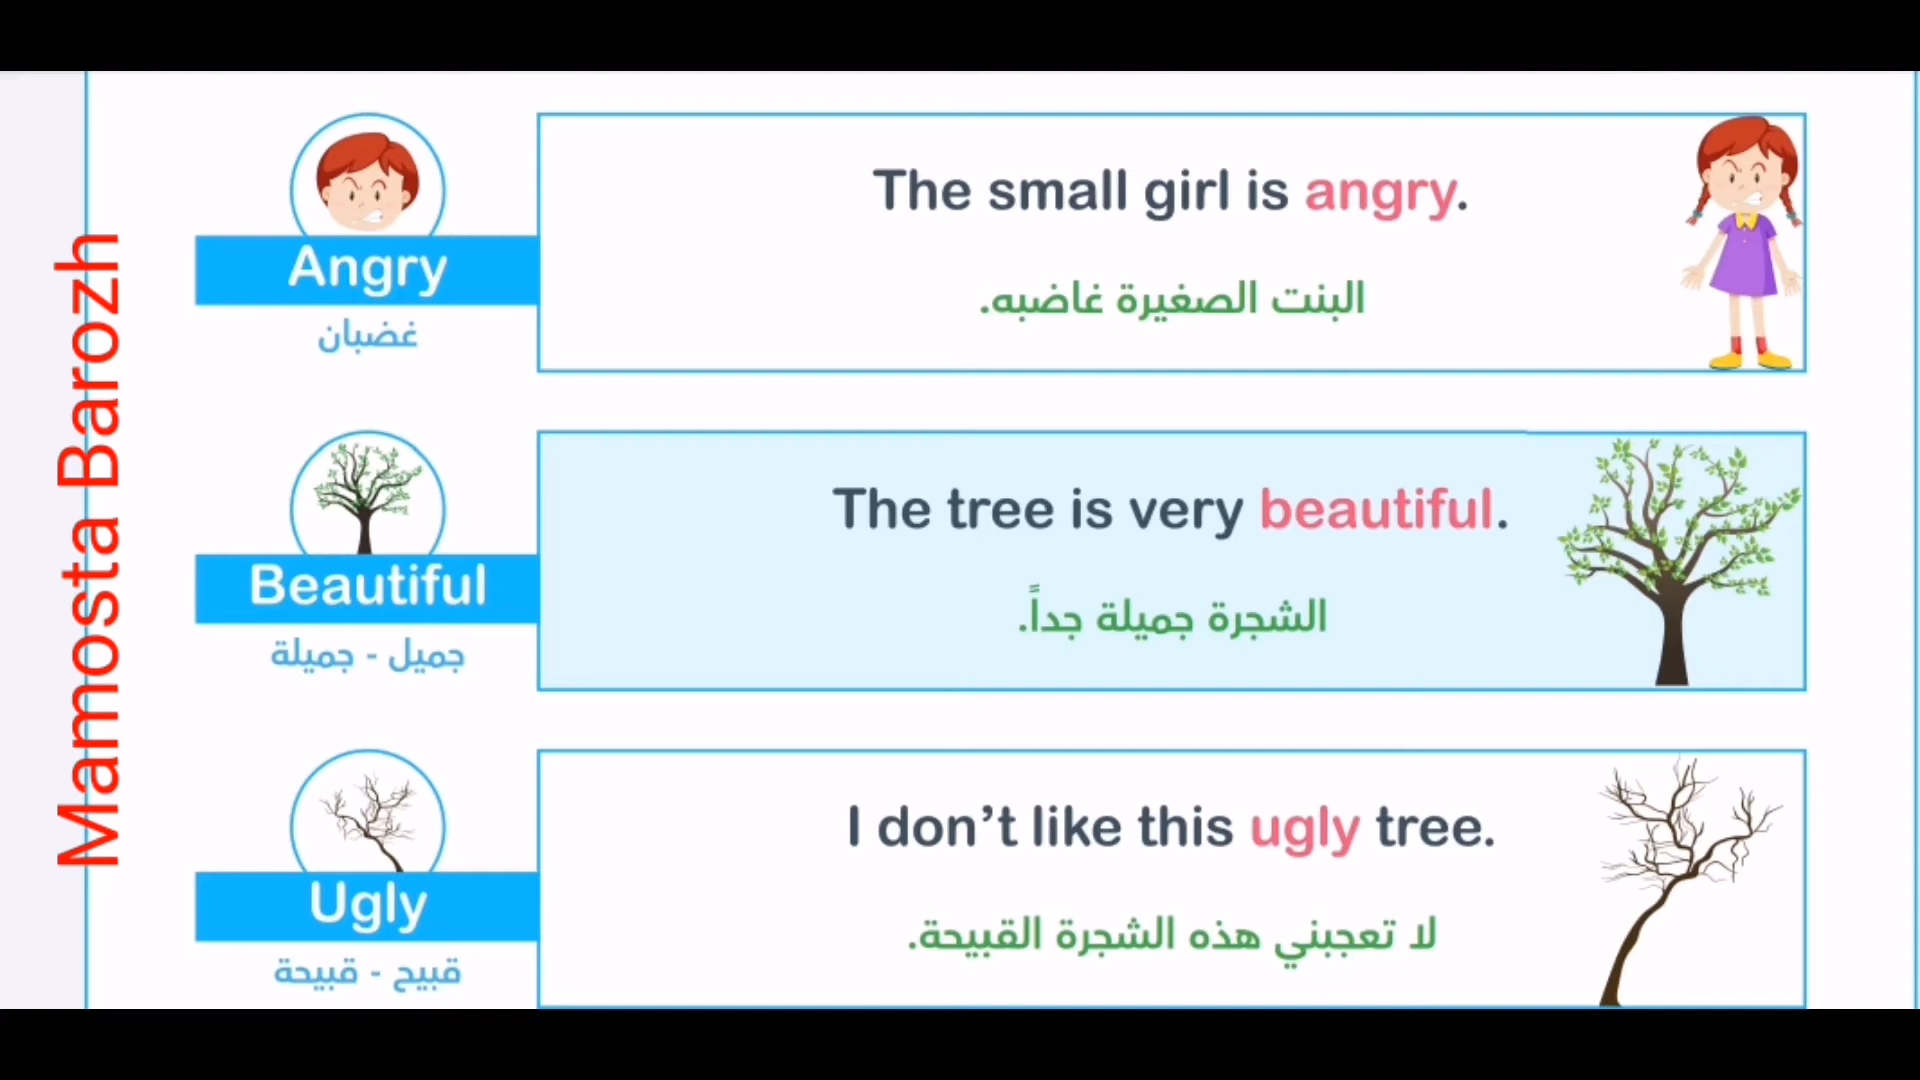 Mamosta Barozh
Angry
غضبان
The small girl is angry.
البنت الصغيرة غاضبه.
Beautiful
جميل - جميلة
The tree is very beautiful.
الشجرة جميلة جداً.
Ugly
قبيح - قبيحة
I don’t like this ugly tree.
لا تعجبني هذه الشجرة القبيحة.